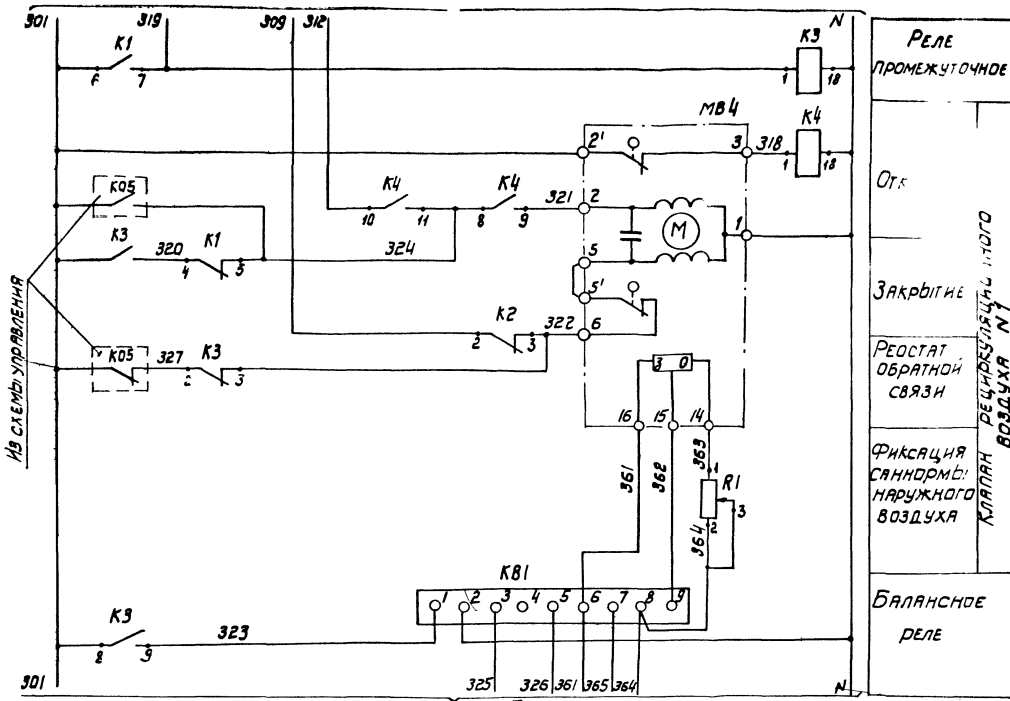 301 319 309 312 N
K1
6 7
K3
1 18
РЕЛЕ
ПРОМЕЖУТОЧНОЕ
МВ4
2' 3 318
K4
1 18
K05
K4
10 11
K4
8 9
321 2
M
1
K3 320 K1
4 5
324
5
5'
K2
2 3
322 6
ЗАКРЫТИЕ
K05 327 K3
2 3
3 0
РЕОСТАТ
ОБРАТНОЙ
СВЯЗИ
16 15 14
361 362 363
1
R1
3
2
364
ФИКСАЦИЯ
САННОРМЫ
НАРУЖНОГО
ВОЗДУХА
КЛАПАН
ВОЗДУХА N1
ИЗ СХЕМЫ УПРАВЛЕНИЯ
КВ1
1 2 3 4 5 6 7 8 9
K3
8 9
323
БАЛАНСНОЕ
РЕЛЕ
301 325 326 361 365 364 N